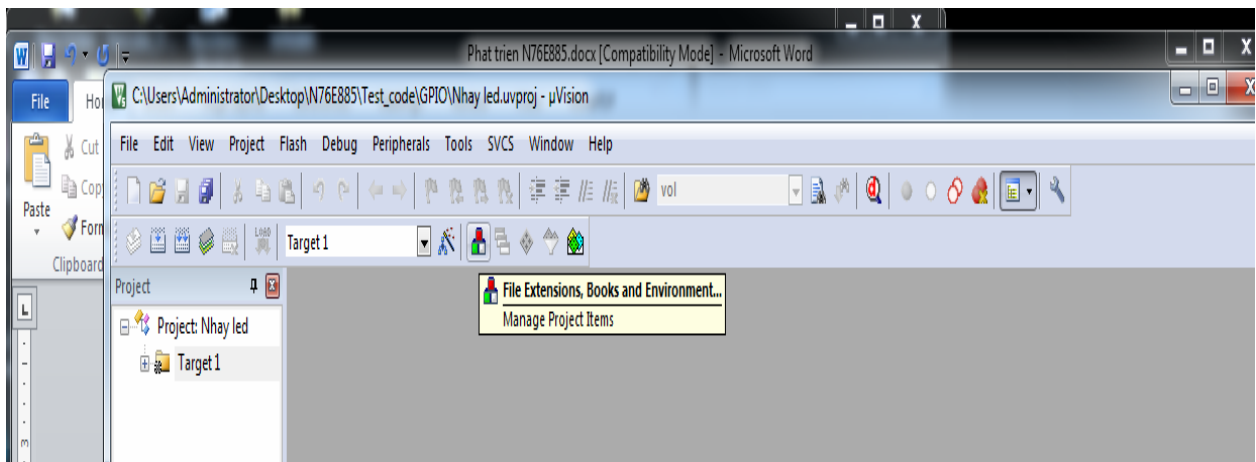 Phat trien N76E885.docx [Compatibility Mode] - Microsoft Word
File
C:\Users\Administrator\Desktop\N76E885\Test_code\GPIO\Nhay led.uvproj - µVision
File Edit View Project Flash Debug Peripherals Tools SVCS Window Help
Cut
Paste
vol
LOAD
Target 1
Clipboard
Project
File Extensions, Books and Environment...
Manage Project Items
Project: Nhay led
Target 1